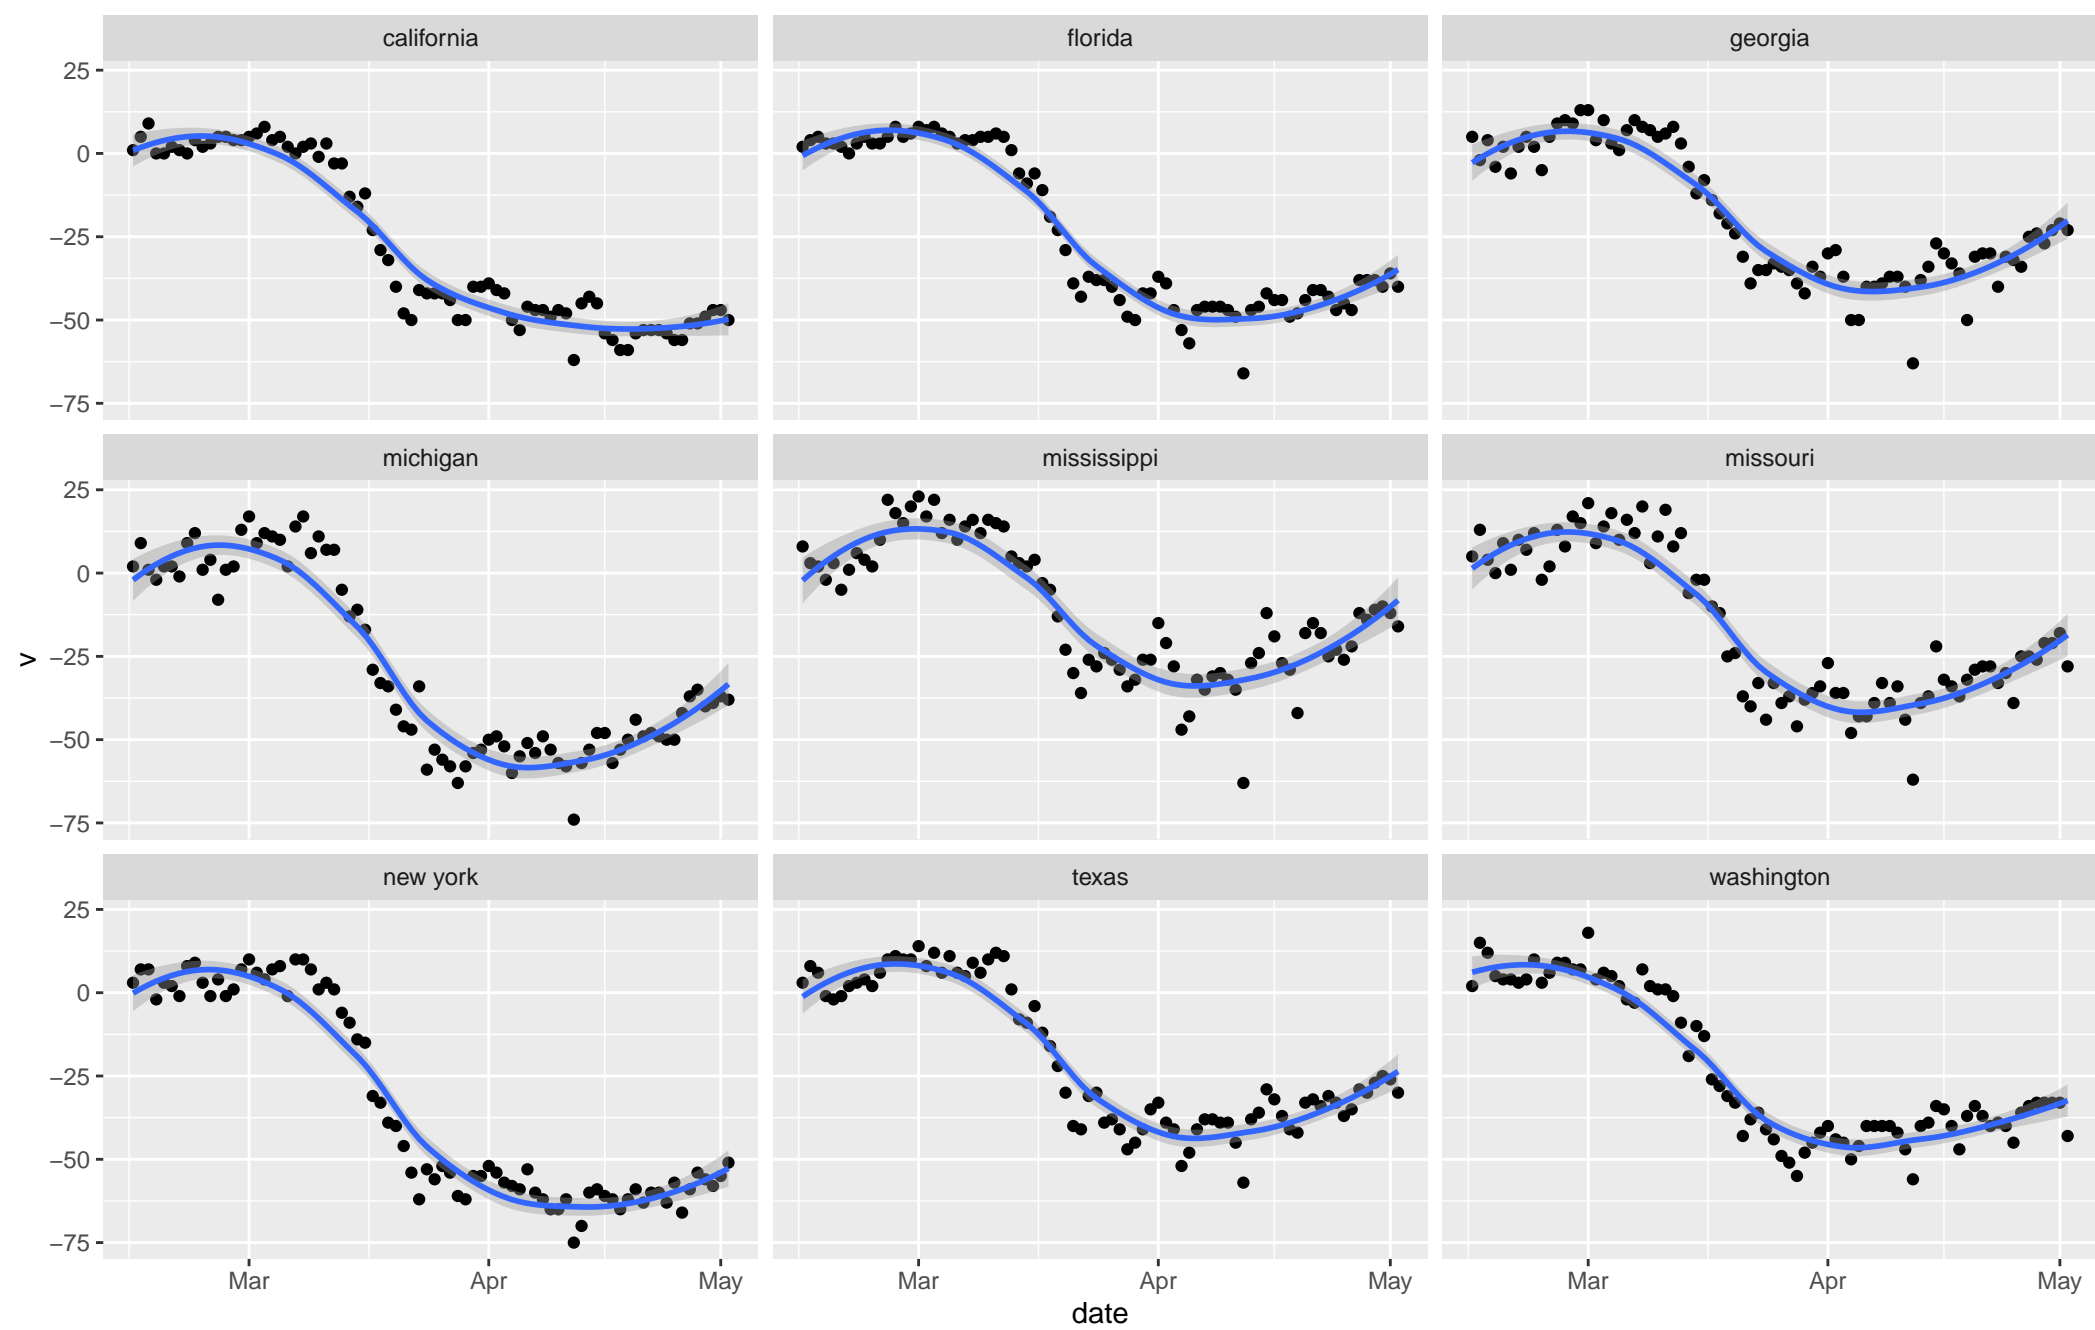 california florida georgia
25
0
−25
−50
−75
michigan mississippi missouri
25
0
−25
−50
−75
v
new york texas washington
25
0
−25
−50
−75
Mar Apr May Mar Apr May Mar Apr May
date